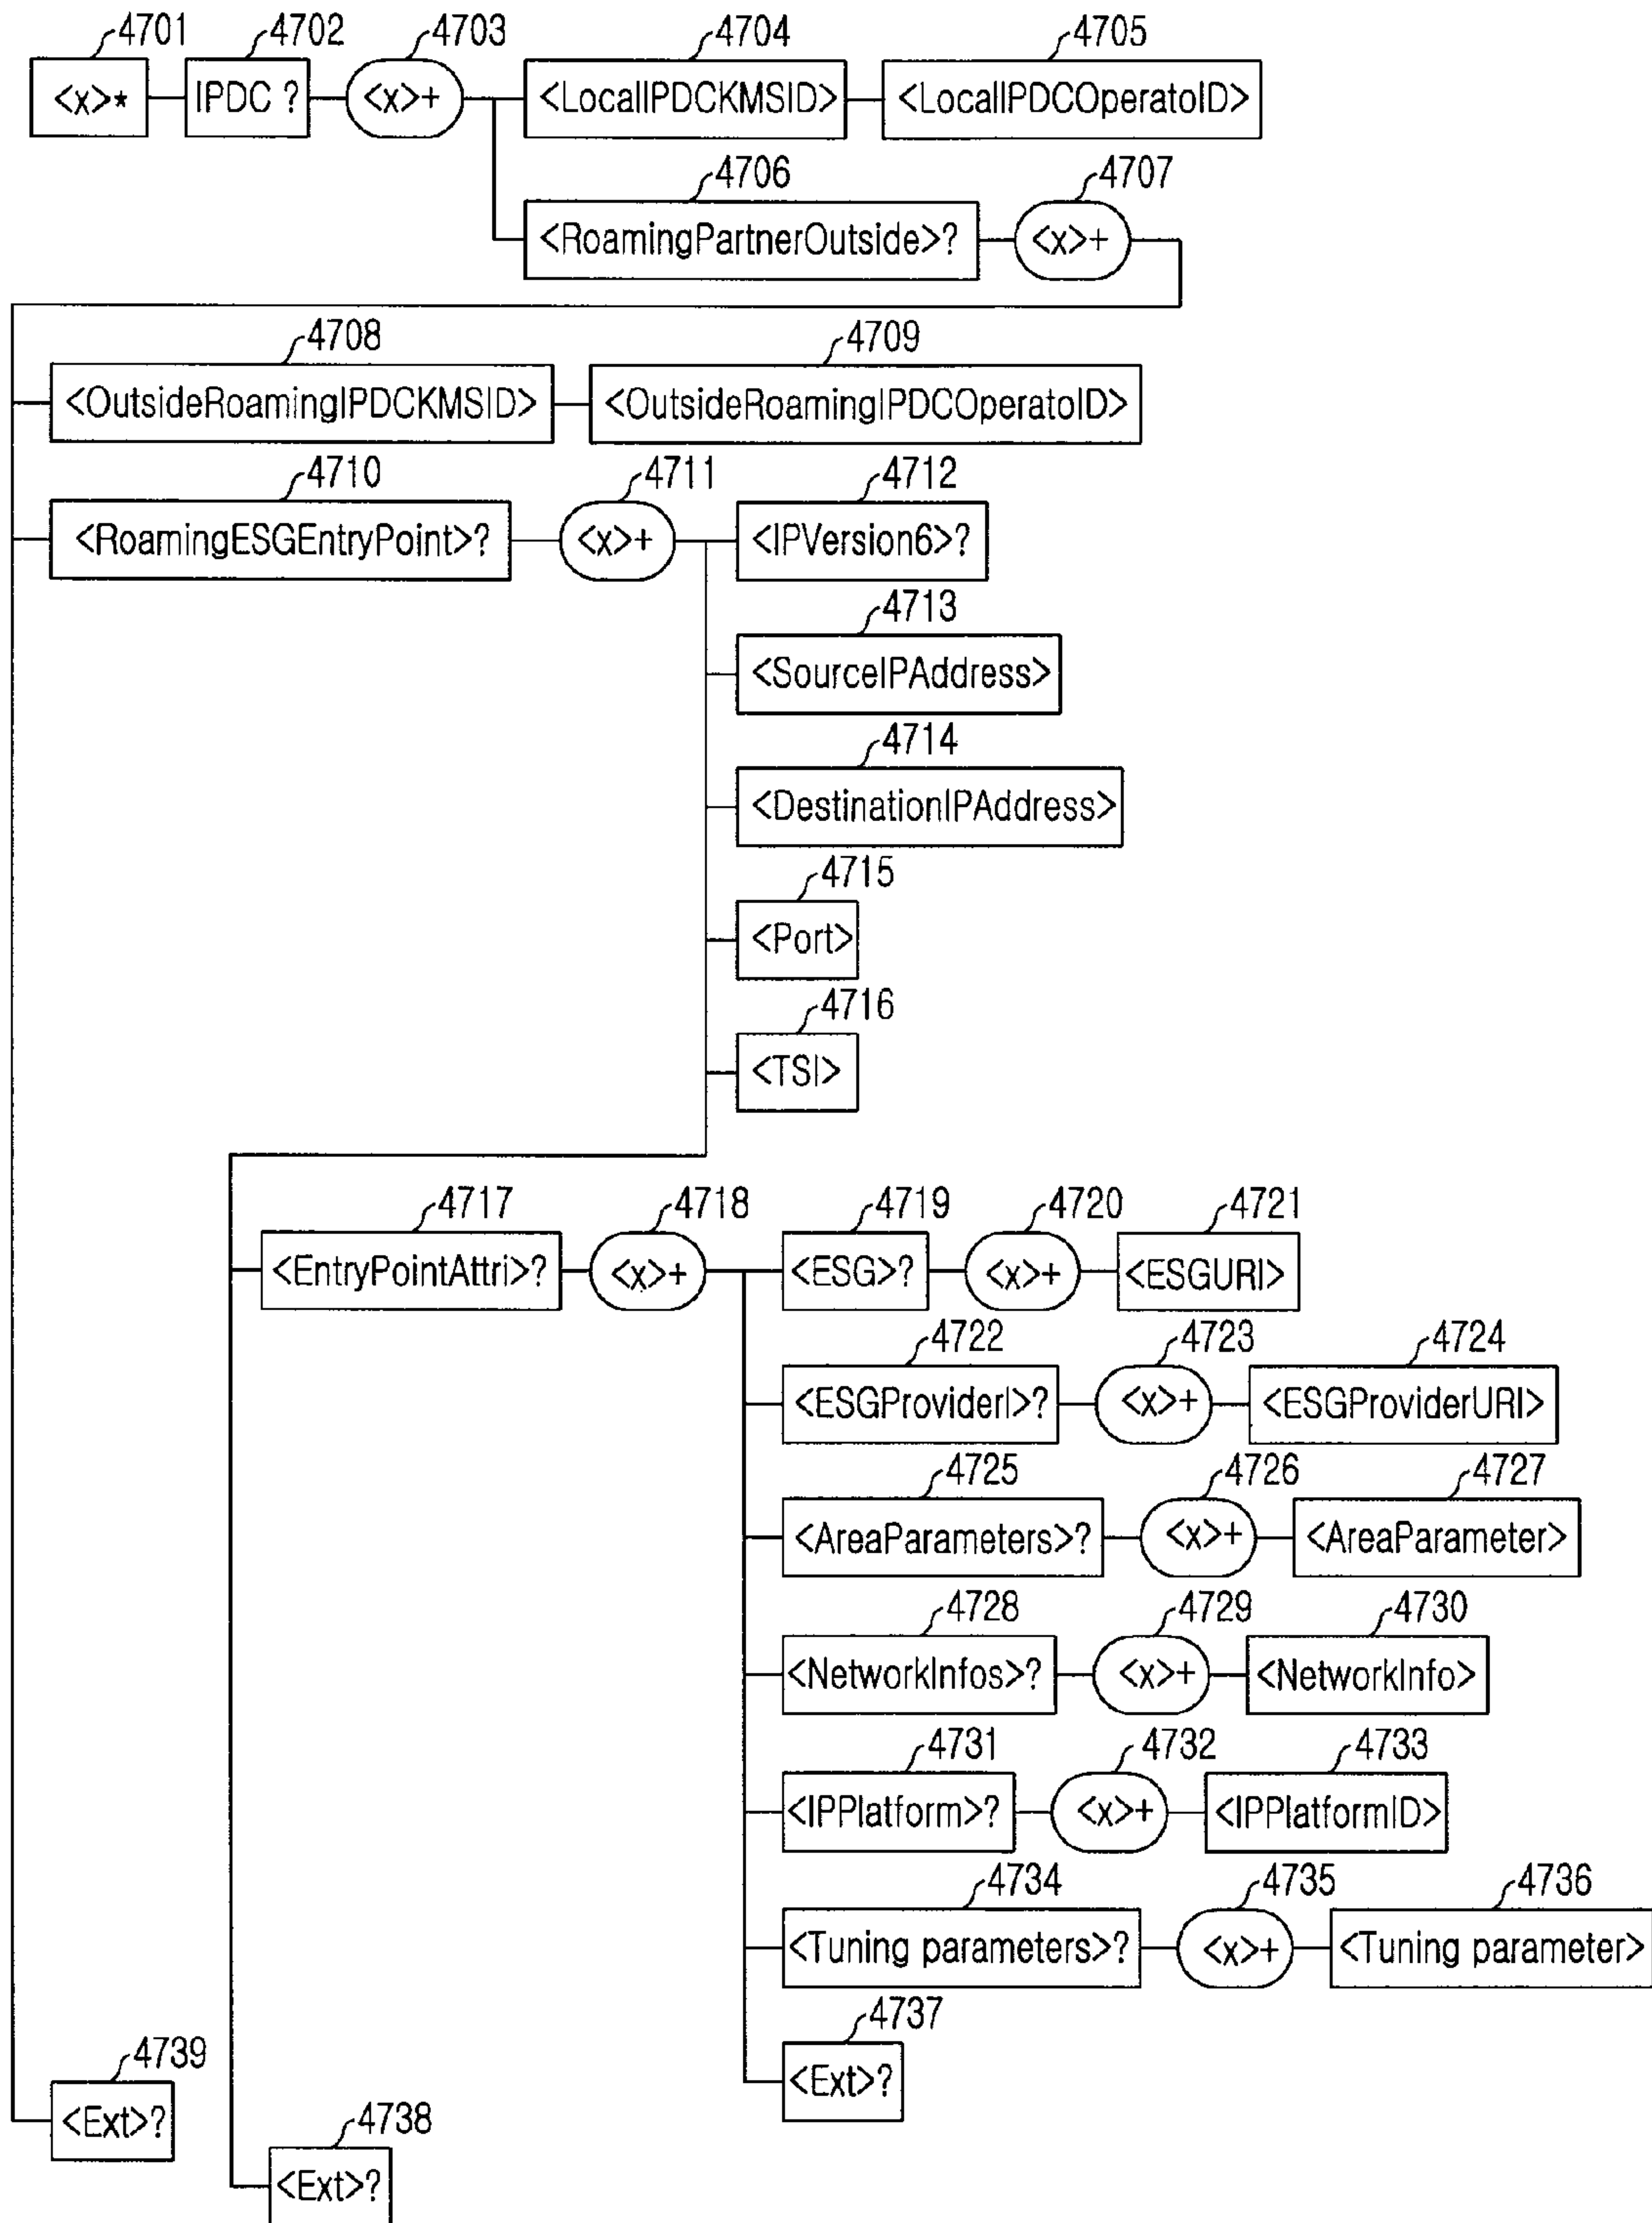 4701 4702 4703 4704 4705
<x>* IPDC ? <x>+ <LocalIPDCKMSID> <LocalIPDCOperatoID>
4706 4707
<RoamingPartnerOutside>? <x>+
4708 4709
<OutsideRoamingIPDCKMSID> <OutsideRoamingIPDCOperatoID>
4710 4711 4712
<RoamingESGEntryPoint>? <x>+ <IPVersion6>?
4713
<SourceIPAddress>
4714
<DestinationIPAddress>
4715
<Port>
4716
<TSI>
4717 4718 4719 4720 4721
<EntryPointAttri>? <x>+ <ESG>? <x>+ <ESGURI>
4722 4723 4724
<ESGProviderI>? <x>+ <ESGProviderURI>
4725 4726 4727
<AreaParameters>? <x>+ <AreaParameter>
4728 4729 4730
<NetworkInfos>? <x>+ <NetworkInfo>
4731 4732 4733
<IPPlatform>? <x>+ <IPPlatformID>
4734 4735 4736
<Tuning parameters>? <x>+ <Tuning parameter>
4737
<Ext>?
4739
<Ext>?
4738
<Ext>?